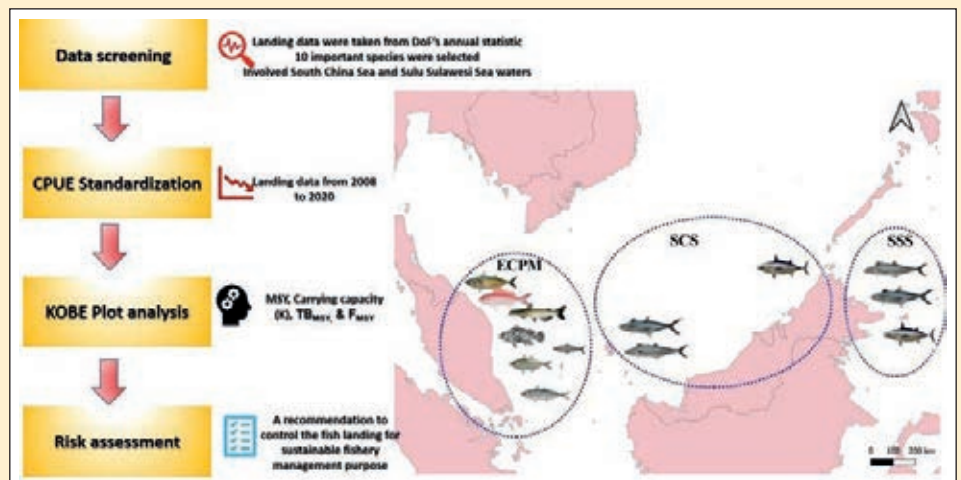 Data screening
Landing data were taken from DoF's annual statistic
10 important species were selected
Involved South China Sea and Sulu Sulawesi Sea waters
CPUE Standardization
Landing data from 2008
to 2020
KOBE Plot analysis
MSY, Carrying capacity
(K), TBMSY, & FMSY
Risk assessment
A recommendation to
control the fish landing for
sustainable fishery
management purpose
ECPM
SCS
SSS
0 100 200 km